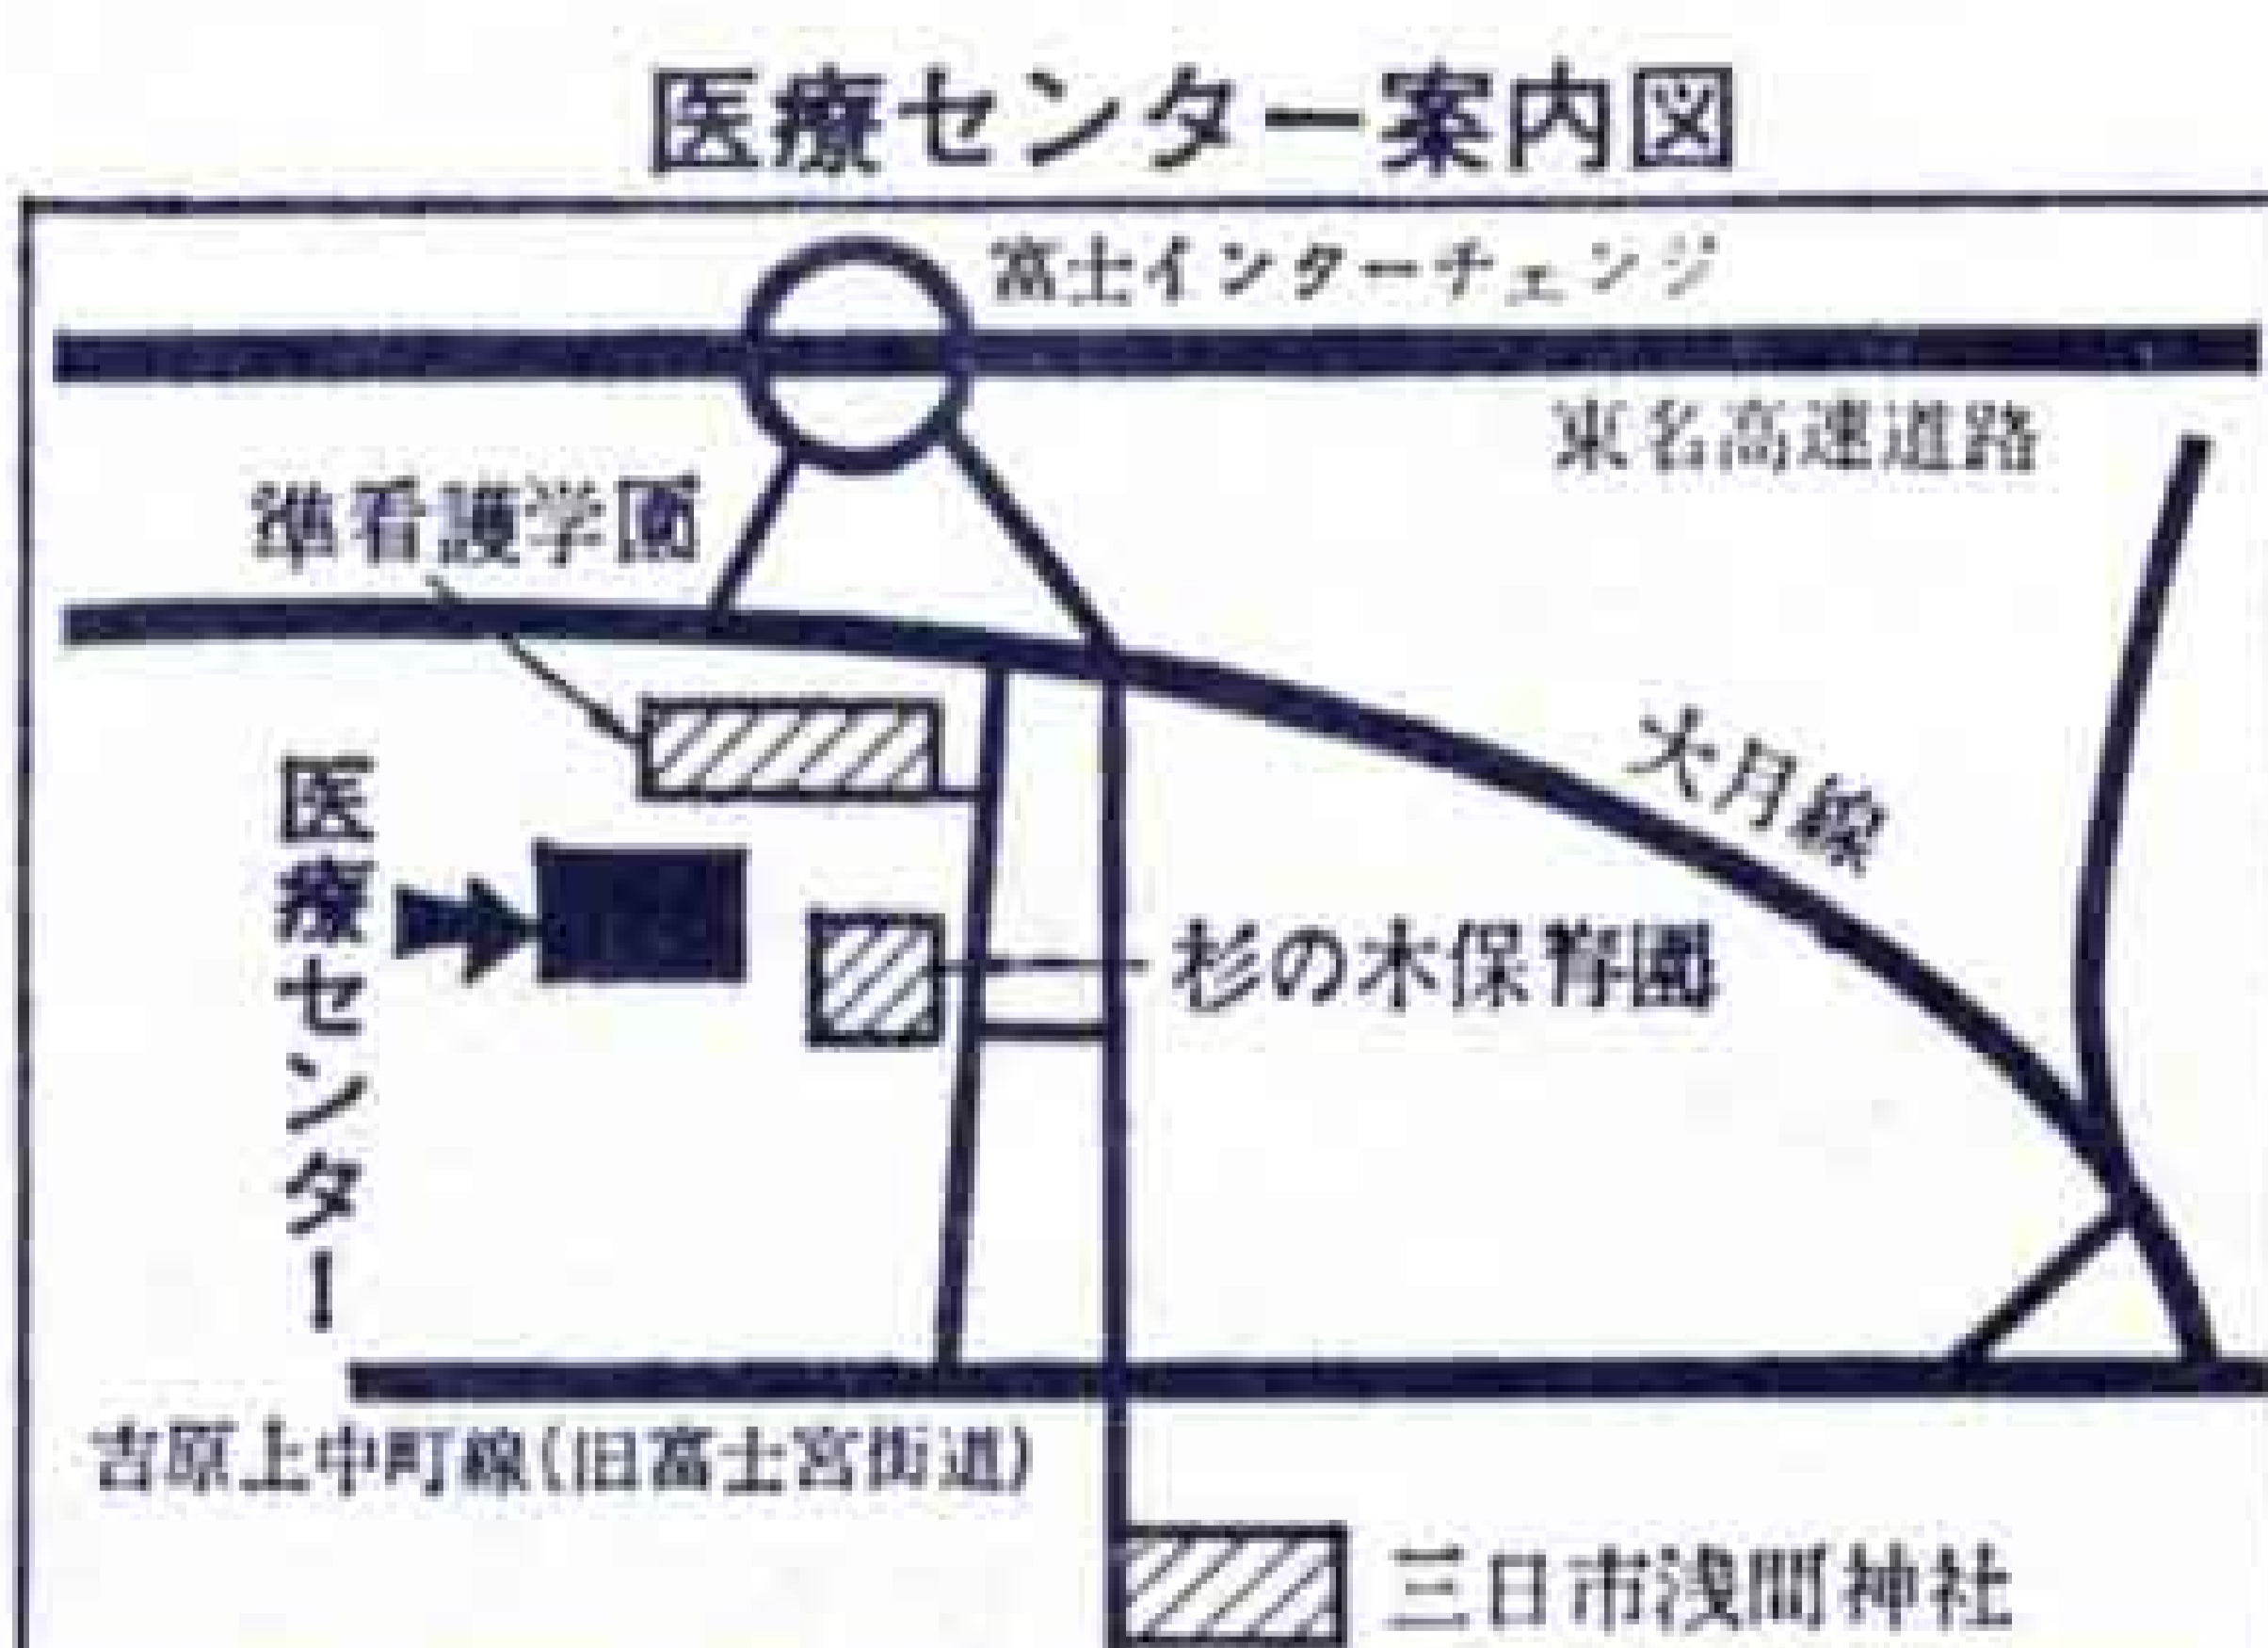 医療センター案内図
富士インターチェンジ
東名高速道路
準看護学園
大月線
医療センター
杉の木保育園
吉原上中町線(旧富士宮街道)
三日市浅間神社